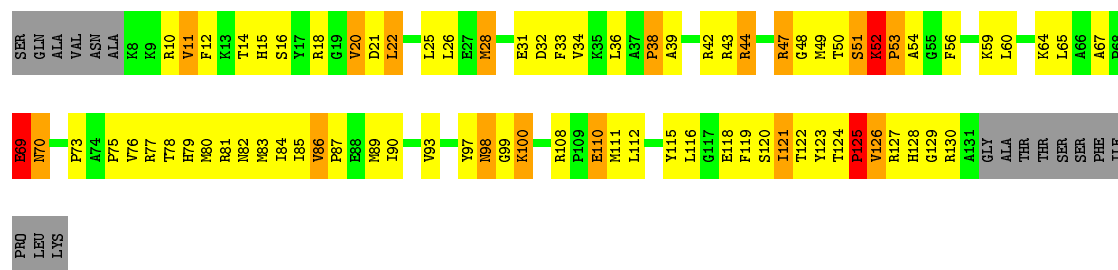 SER GLN ALA VAL ASN ALA K8 K9 R10 V11 F12 K13 T14 H15 S16 Y17 R18 G19 V20 D21 L22 L25 L26 E27 M28 E31 D32 F33 V34 K35 L36 A37 P38 A39 R42 R43 R44 R47 G48 M49 T50 S51 K52 P53 A54 G55 F56 K59 L60 K64 L65 A66 A67 P68
E69 N70 P73 A74 P75 V76 R77 T78 H79 M80 R81 N82 M83 I84 I85 V86 P87 E88 M89 I90 V93 Y97 N98 G99 K100 R108 P109 E110 M111 L112 Y115 L116 G117 E118 F119 S120 I121 T122 Y123 T124 P125 V126 R127 H128 G129 R130 A131 GLY ALA THR THR SER SER PHE ILE
PRO LEU LYS